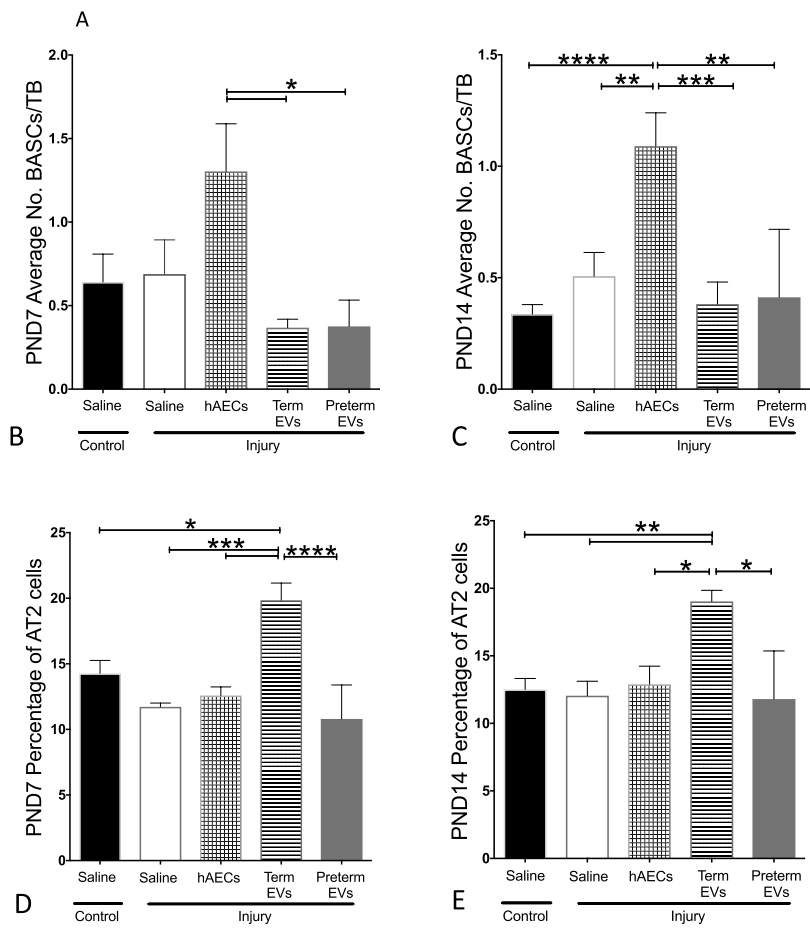 A
PND7 Average No. BASCs/TB
2.0
1.5
1.0
0.5
0.0
*
Saline
Saline
hAECs
Term
EVs
Preterm
EVs
Control
Injury
B
PND14 Average No. BASCs/TB
1.5
1.0
0.5
0.0
****
**
**
***
Saline
Saline
hAECs
Term
EVs
Preterm
EVs
Control
Injury
C
PND7 Percentage of AT2 cells
25
20
15
10
5
0
*
***
****
Saline
Saline
hAECs
Term
EVs
Preterm
EVs
Control
Injury
D
PND14 Percentage of AT2 cells
25
20
15
10
5
0
**
*
*
Saline
Saline
hAECs
Term
EVs
Preterm
EVs
Control
Injury
E